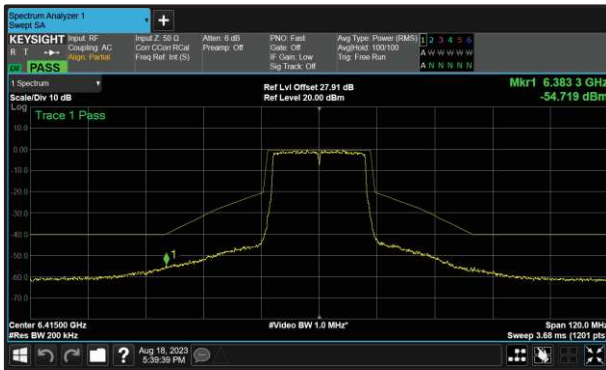 Spectrum Analyzer 1
Swept SA
KEYSIGHT
R T
PASS
Input: RF
Coupling: AC
Align: Partial
Input Z: 50 Ω
Corr CCorr RCal
Freq Ref: Int (S)
Atten: 6 dB
Preamp: Off
PNO: Fast
Gate: Off
IF Gain: Low
Sig Track: Off
Avg Type: Power (RMS)
Avg|Hold: 100/100
Trig: Free Run
1 2 3 4 5 6
A W W W W W
A N N N N N
1 Spectrum
Scale/Div 10 dB
Ref Lvl Offset 27.91 dB
Ref Level 20.00 dBm
Mkr1 6.383 3 GHz
-54.719 dBm
Log
Trace 1 Pass
10.0
0.00
-10.0
-20.0
-30.0
-40.0
-50.0
-60.0
-70.0
1
Center 6.41500 GHz
#Res BW 200 kHz
#Video BW 1.0 MHz*
Span 120.0 MHz
Sweep 3.68 ms (1201 pts)
?
Aug 18, 2023
5:39:39 PM